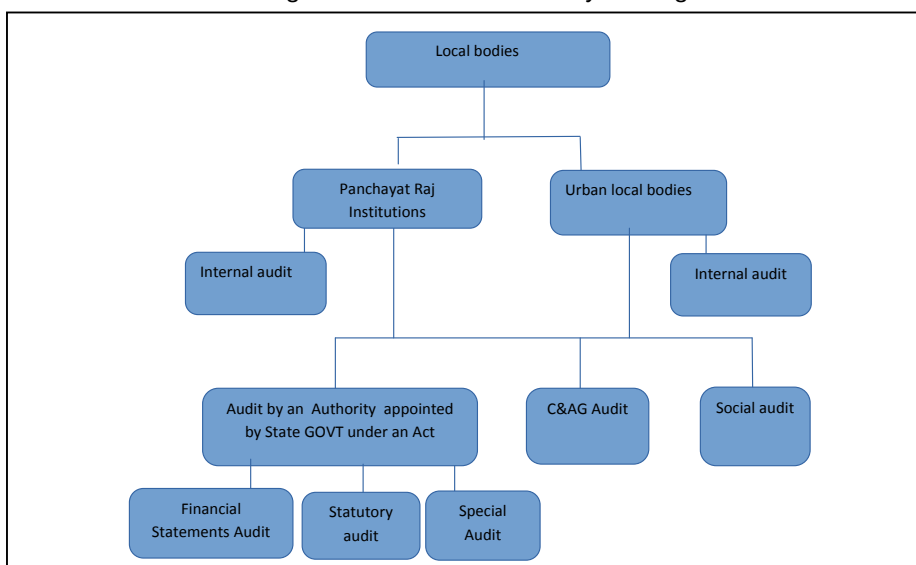 Local bodies
Panchayat Raj
Institutions
Urban local bodies
Internal audit
Internal audit
Audit by an Authority appointed
by State GOVT under an Act
C&AG Audit
Social audit
Financial
Statements Audit
Statutory
audit
Special
Audit